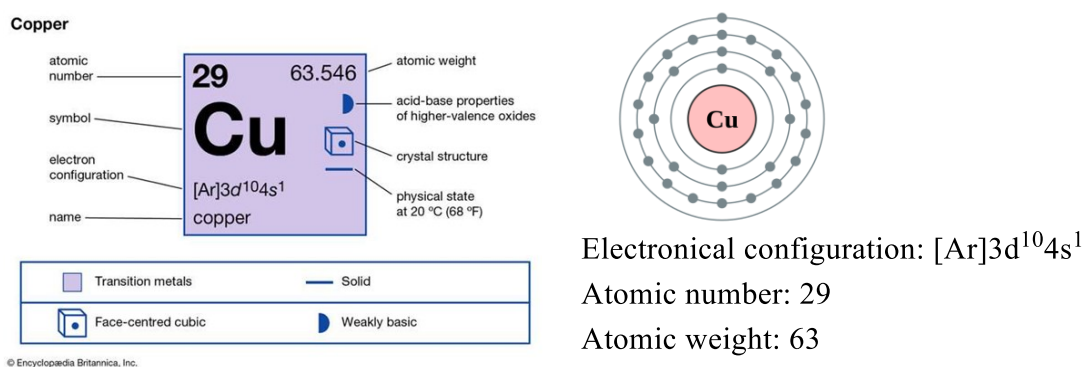 Copper
atomic
number
symbol
electron
configuration
name
29
63.546
Cu
[Ar]3d¹⁰4s¹
copper
atomic weight
acid-base properties
of higher-valence oxides
crystal structure
physical state
at 20 ºC (68 ºF)
Transition metals
Solid
Face-centred cubic
Weakly basic
© Encyclopædia Britannica, Inc.
Cu
Electronical configuration: [Ar]3d¹⁰4s¹
Atomic number: 29
Atomic weight: 63